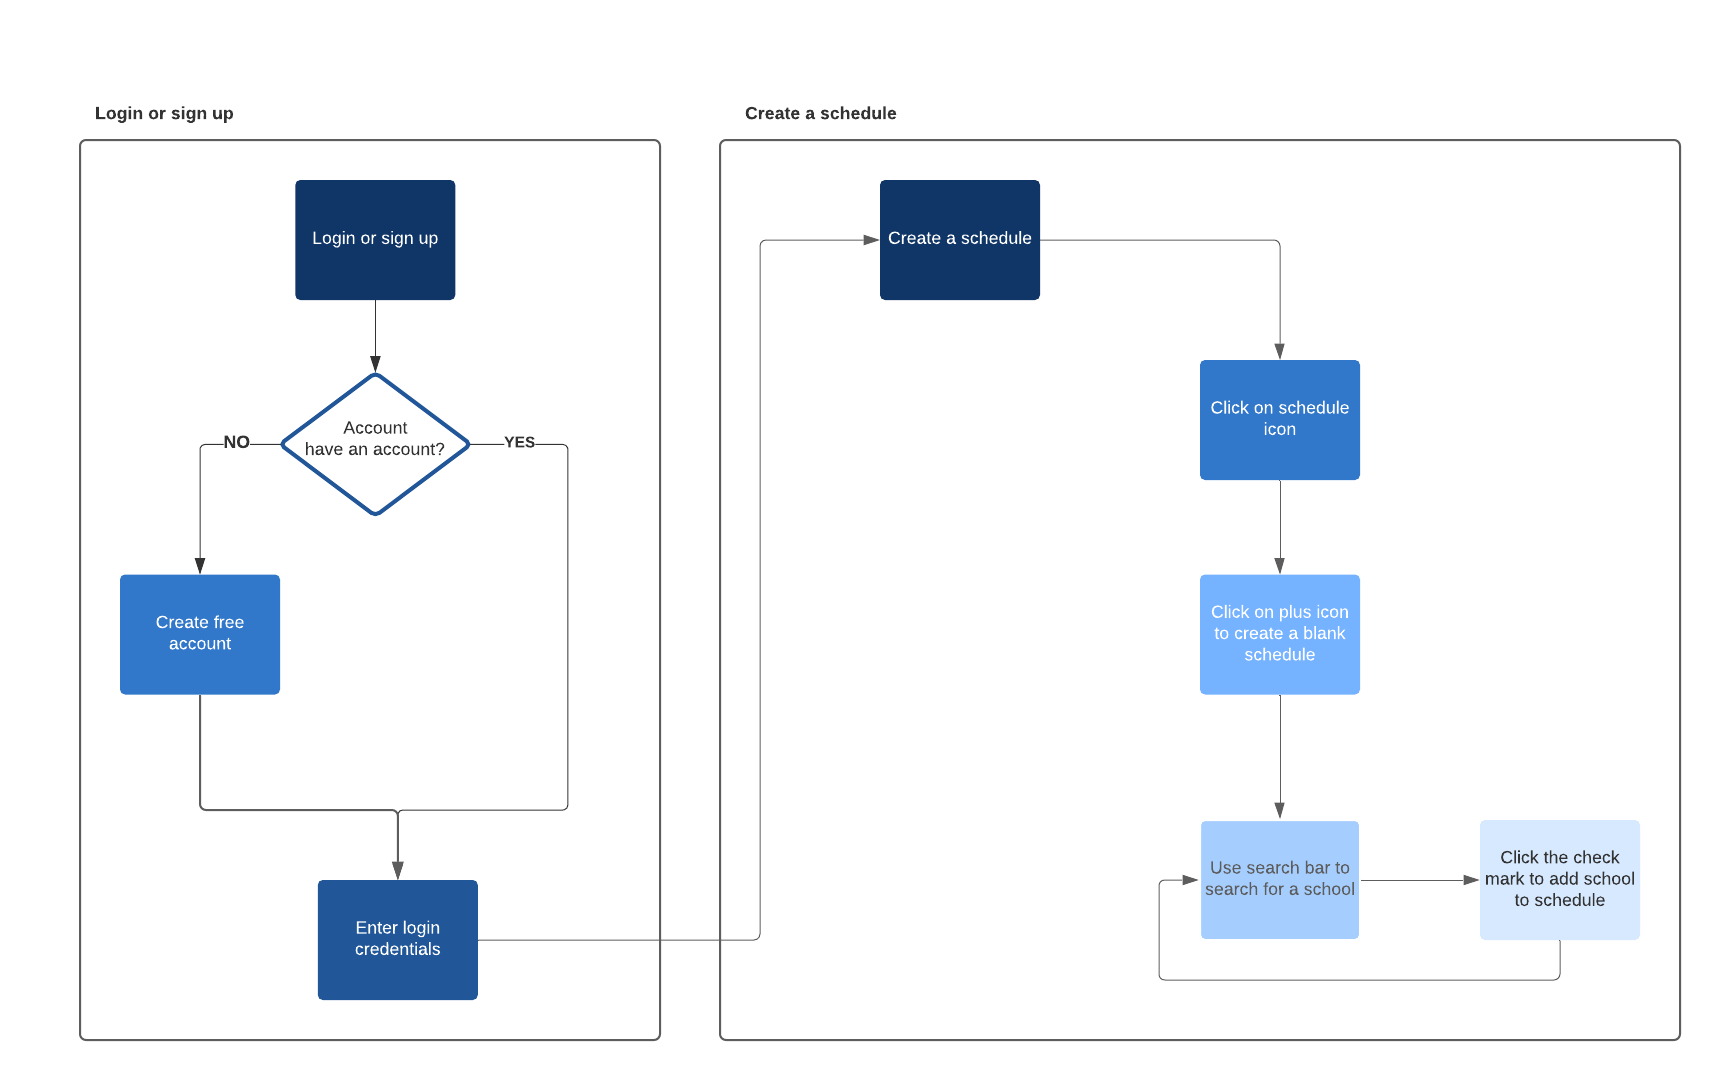 Login or sign up
Login or sign up
Account
have an account?
NO
YES
Create free
account
Enter login
credentials
Create a schedule
Create a schedule
Click on schedule
icon
Click on plus icon
to create a blank
schedule
Use search bar to
search for a school
Click the check
mark to add school
to schedule